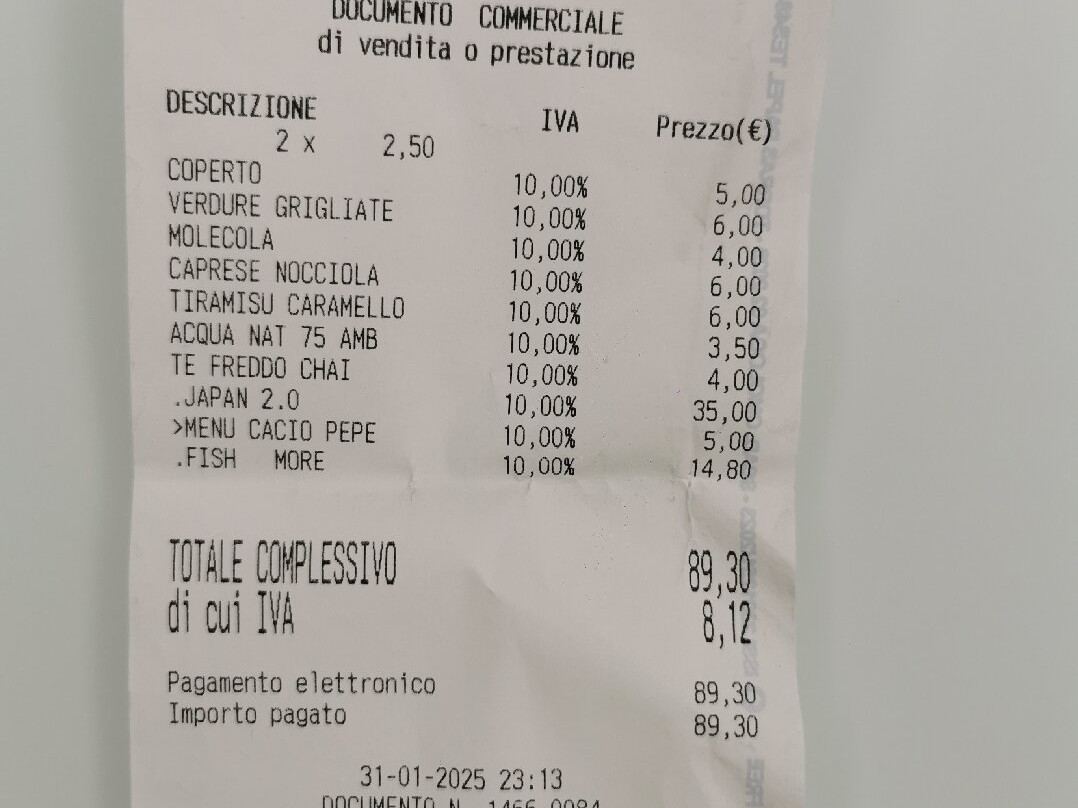 DOCUMENTO COMMERCIALE
di vendita o prestazione
DESCRIZIONE IVA Prezzo(€)
2 x 2,50
COPERTO 10,00% 5,00
VERDURE GRIGLIATE 10,00% 6,00
MOLECOLA 10,00% 4,00
CAPRESE NOCCIOLA 10,00% 6,00
TIRAMISU CARAMELLO 10,00% 6,00
ACQUA NAT 75 AMB 10,00% 3,50
TE FREDDO CHAI 10,00% 4,00
.JAPAN 2.0 10,00% 35,00
>MENU CACIO PEPE 10,00% 5,00
.FISH MORE 10,00% 14,80
TOTALE COMPLESSIVO 89,30
di cui IVA 8,12
Pagamento elettronico 89,30
Importo pagato 89,30
31-01-2025 23:13
DOCUMENTO N. 1466-0084